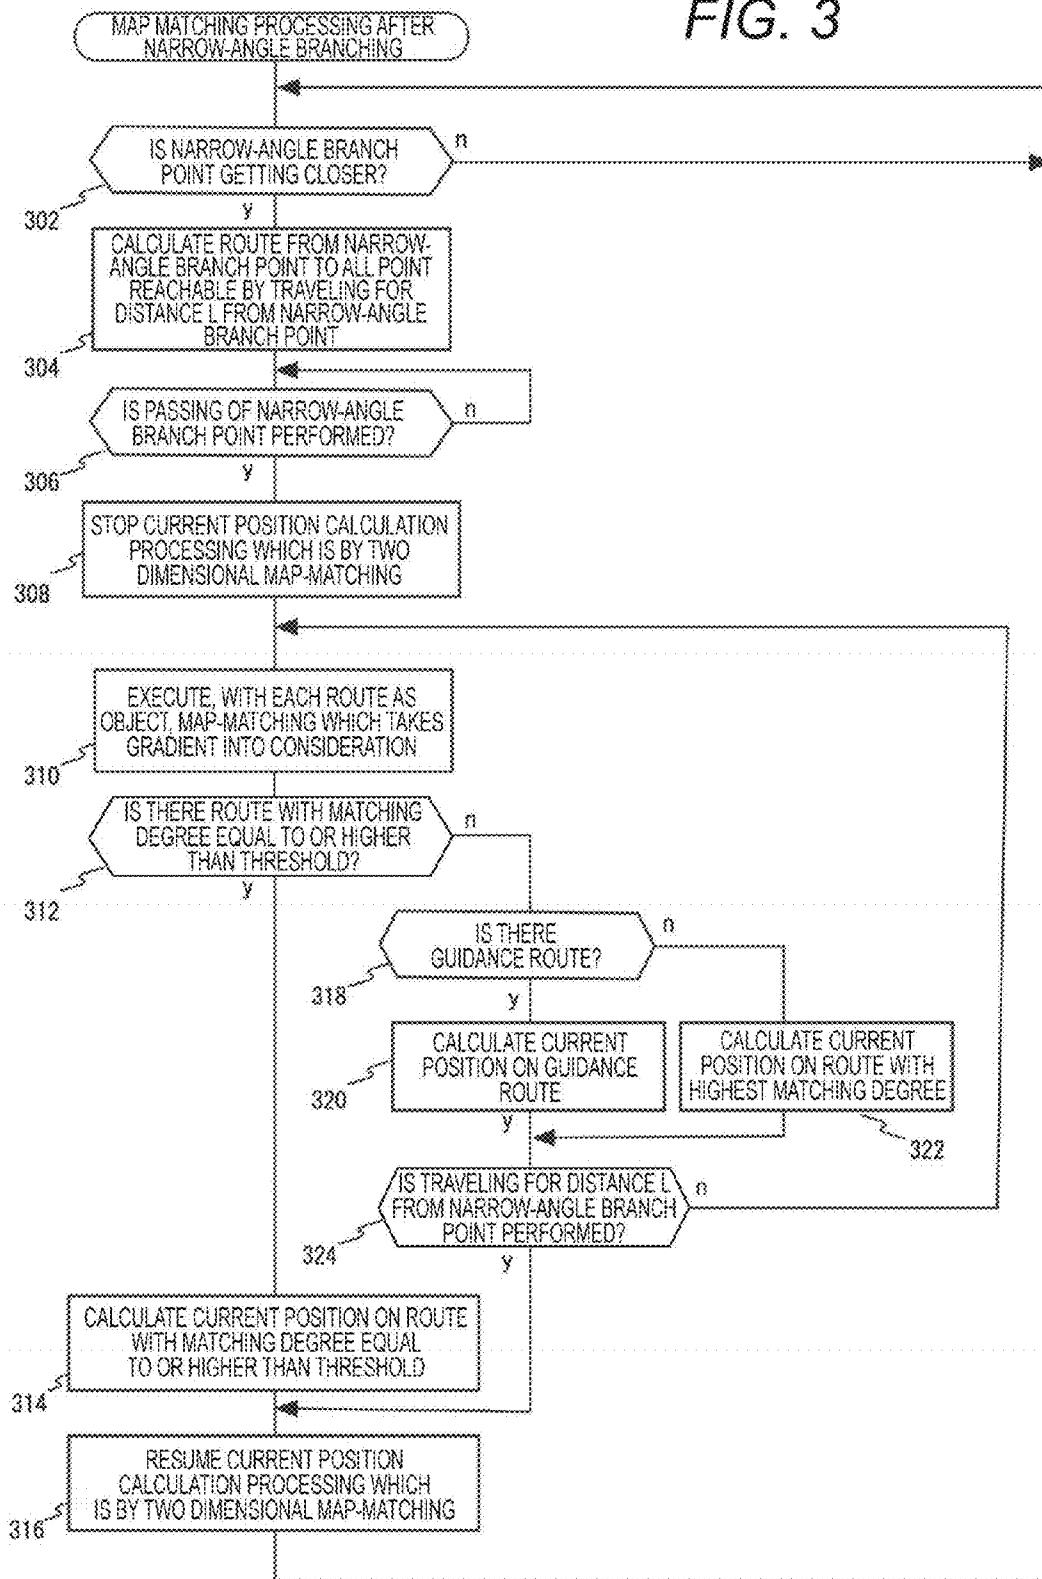 FIG. 3
MAP MATCHING PROCESSING AFTER
NARROW-ANGLE BRANCHING
IS NARROW-ANGLE BRANCH
POINT GETTING CLOSER?
n
302
y
CALCULATE ROUTE FROM NARROW-
ANGLE BRANCH POINT TO ALL POINT
REACHABLE BY TRAVELING FOR
DISTANCE L FROM NARROW-ANGLE
BRANCH POINT
304
IS PASSING OF NARROW-ANGLE
BRANCH POINT PERFORMED?
n
306
y
STOP CURRENT POSITION CALCULATION
PROCESSING WHICH IS BY TWO
DIMENSIONAL MAP-MATCHING
308
EXECUTE, WITH EACH ROUTE AS
OBJECT, MAP-MATCHING WHICH TAKES
GRADIENT INTO CONSIDERATION
310
IS THERE ROUTE WITH MATCHING
DEGREE EQUAL TO OR HIGHER
THAN THRESHOLD?
n
312
y
IS THERE
GUIDANCE ROUTE?
n
318
y
CALCULATE CURRENT
POSITION ON GUIDANCE
ROUTE
320
y
CALCULATE CURRENT
POSITION ON ROUTE WITH
HIGHEST MATCHING DEGREE
322
IS TRAVELING FOR DISTANCE L
FROM NARROW-ANGLE BRANCH
POINT PERFORMED?
n
324
y
CALCULATE CURRENT POSITION ON ROUTE
WITH MATCHING DEGREE EQUAL
TO OR HIGHER THAN THRESHOLD
314
RESUME CURRENT POSITION
CALCULATION PROCESSING WHICH
IS BY TWO DIMENSIONAL MAP-MATCHING
316